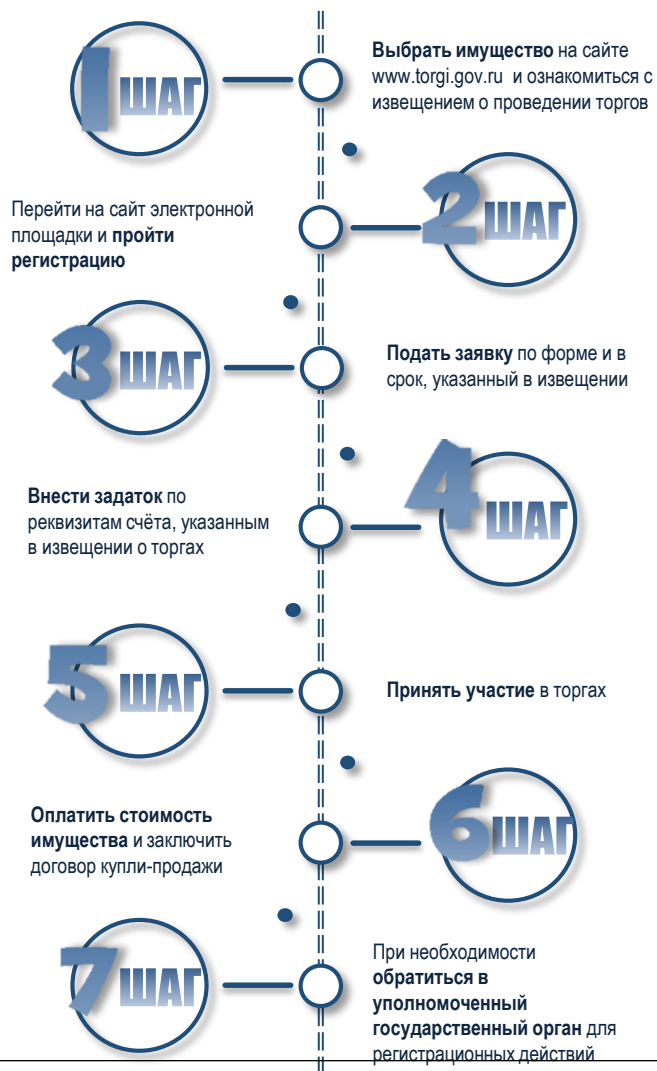 1 ШАГ
Выбрать имущество на сайте
www.torgi.gov.ru и ознакомиться с
извещением о проведении торгов
2 ШАГ
Перейти на сайт электронной
площадки и пройти
регистрацию
3 ШАГ
Подать заявку по форме и в
срок, указанный в извещении
4 ШАГ
Внести задаток по
реквизитам счёта, указанным
в извещении о торгах
5 ШАГ
Принять участие в торгах
6 ШАГ
Оплатить стоимость
имущества и заключить
договор купли-продажи
7 ШАГ
При необходимости
обратиться в
уполномоченный
государственный орган для
регистрационных действий